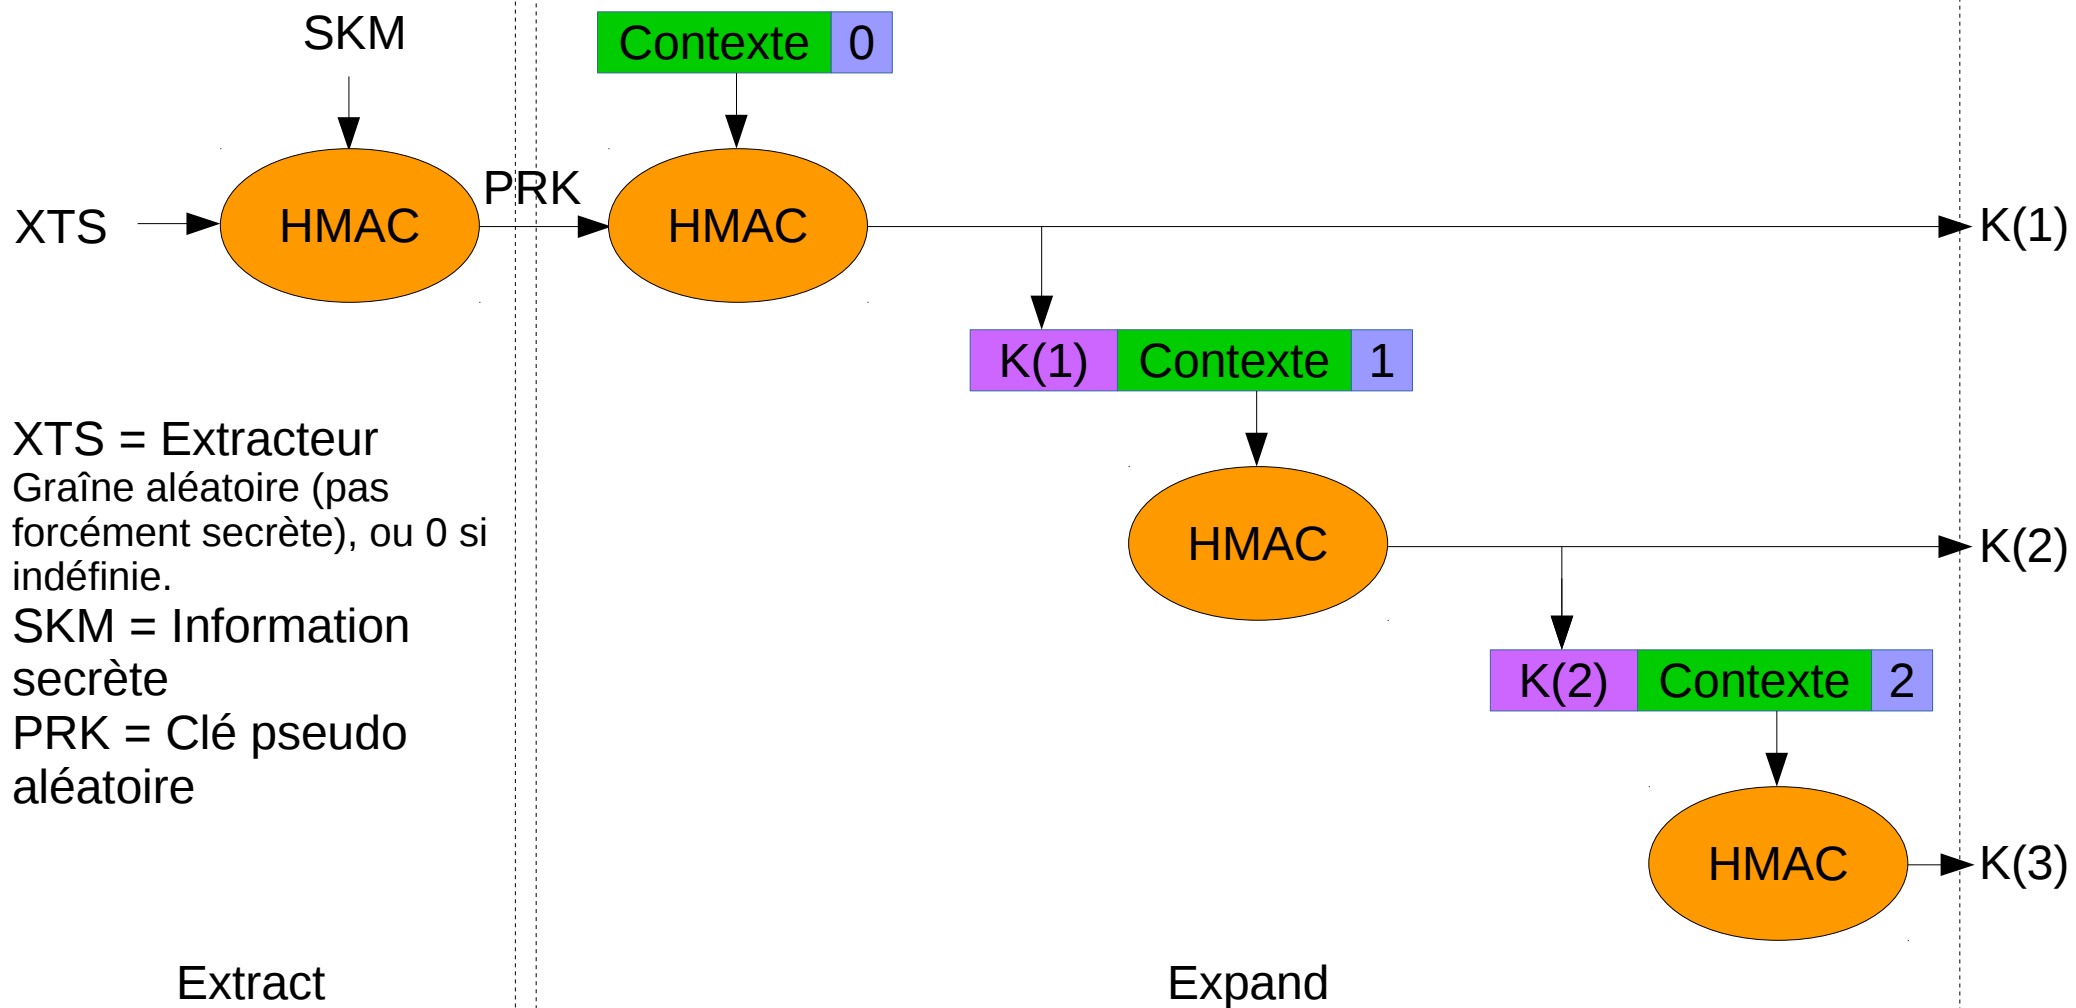 SKM
Contexte 0
PRK
XTS
HMAC
HMAC
K(1)
K(1) Contexte 1
XTS = Extracteur
Graîne aléatoire (pas
forcément secrète), ou 0 si
indéfinie.
SKM = Information
secrète
PRK = Clé pseudo
aléatoire
HMAC
K(2)
K(2) Contexte 2
HMAC
K(3)
Extract
Expand